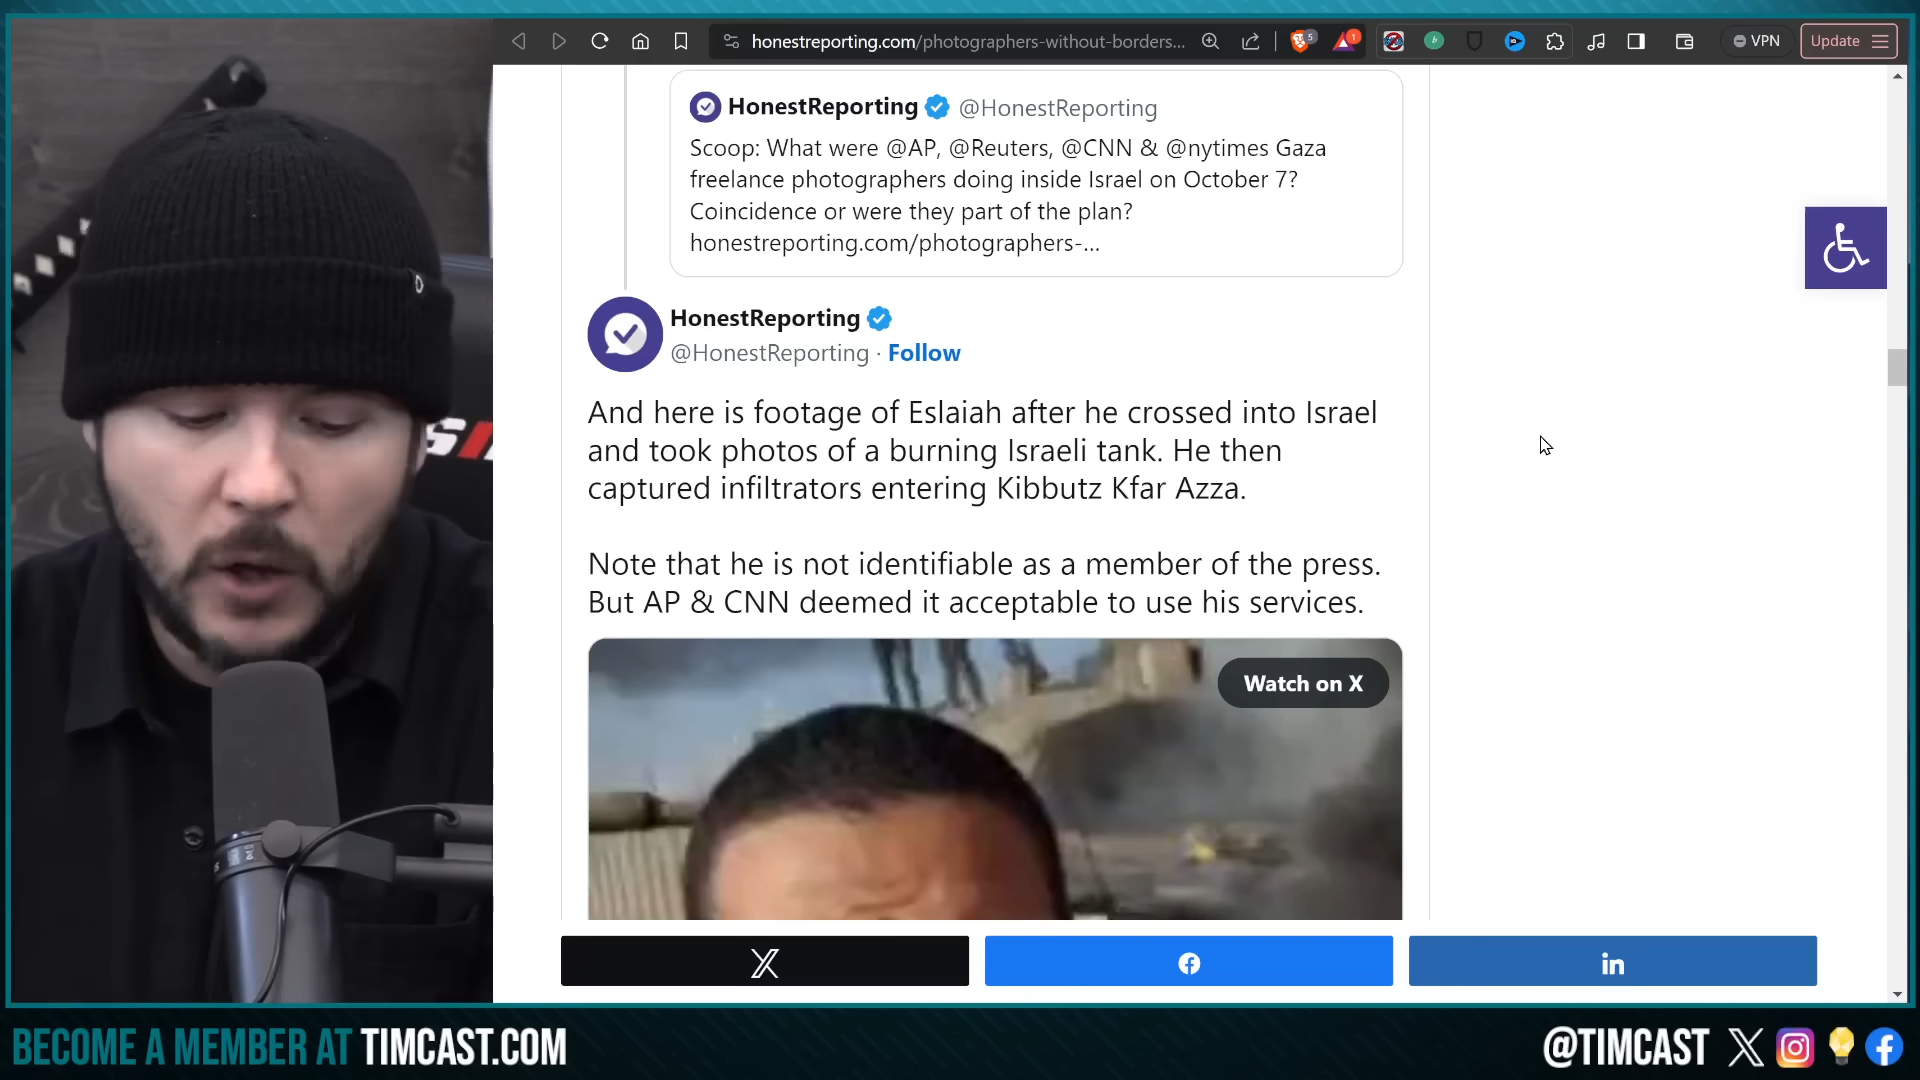 honestreporting.com/photographers-without-borders...
5
1
VPN
Update
HonestReporting @HonestReporting
Scoop: What were @AP, @Reuters, @CNN & @nytimes Gaza
freelance photographers doing inside Israel on October 7?
Coincidence or were they part of the plan?
honestreporting.com/photographers-...
HonestReporting
@HonestReporting · Follow
And here is footage of Eslaiah after he crossed into Israel
and took photos of a burning Israeli tank. He then
captured infiltrators entering Kibbutz Kfar Azza.
Note that he is not identifiable as a member of the press.
But AP & CNN deemed it acceptable to use his services.
Watch on X
in
BECOME A MEMBER AT TIMCAST.COM
@TIMCAST